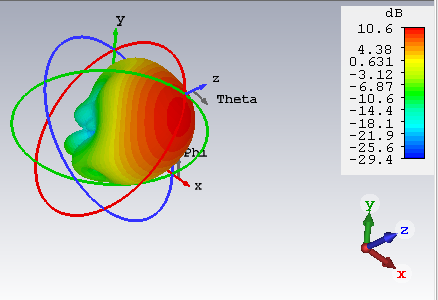 y
z
Theta
Phi
x
dB
10.6
4.38
0.631
-3.12
-6.87
-10.6
-14.4
-18.1
-21.9
-25.6
-29.4
y
z
x